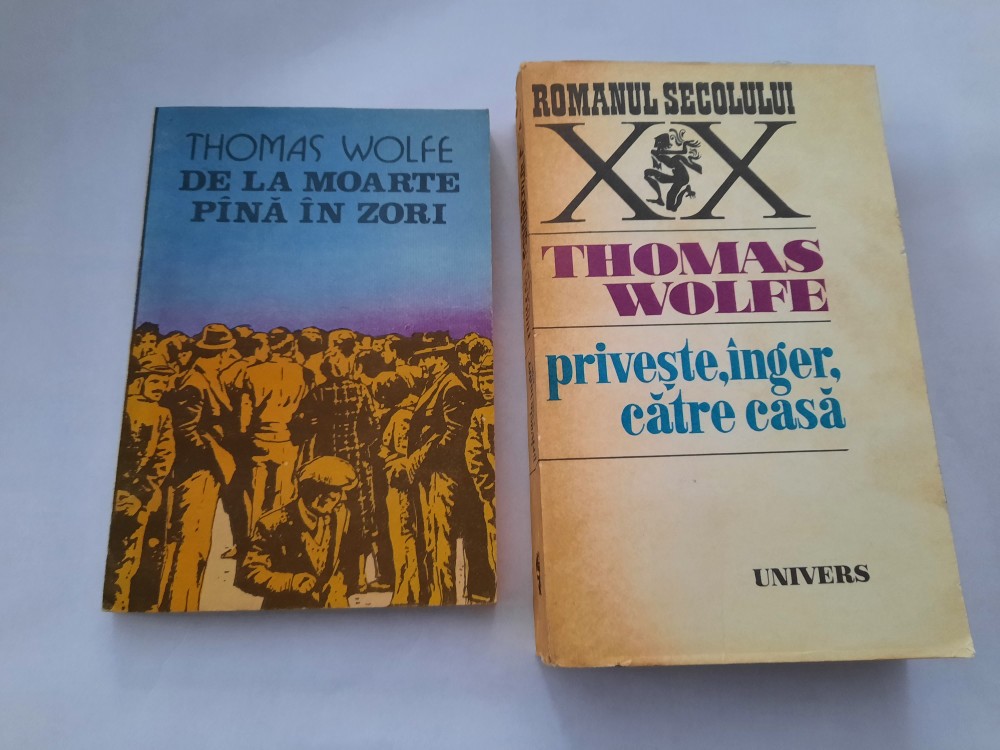 THOMAS WOLFE
DE LA MOARTE
PÎNĂ ÎN ZORI
ROMANUL SECOLULUI
XX
THOMAS
WOLFE
privește, înger,
către casă
UNIVERS